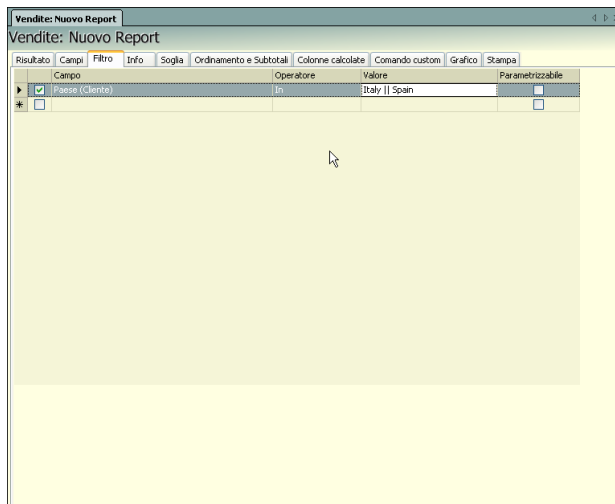 Vendite: Nuovo Report
Vendite: Nuovo Report
Risultato Campi Filtro Info Soglia Ordinamento e Subtotali Colonne calcolate Comando custom Grafico Stampa
Campo Operatore Valore Parametrizzabile
Paese (Cliente) In Italy || Spain